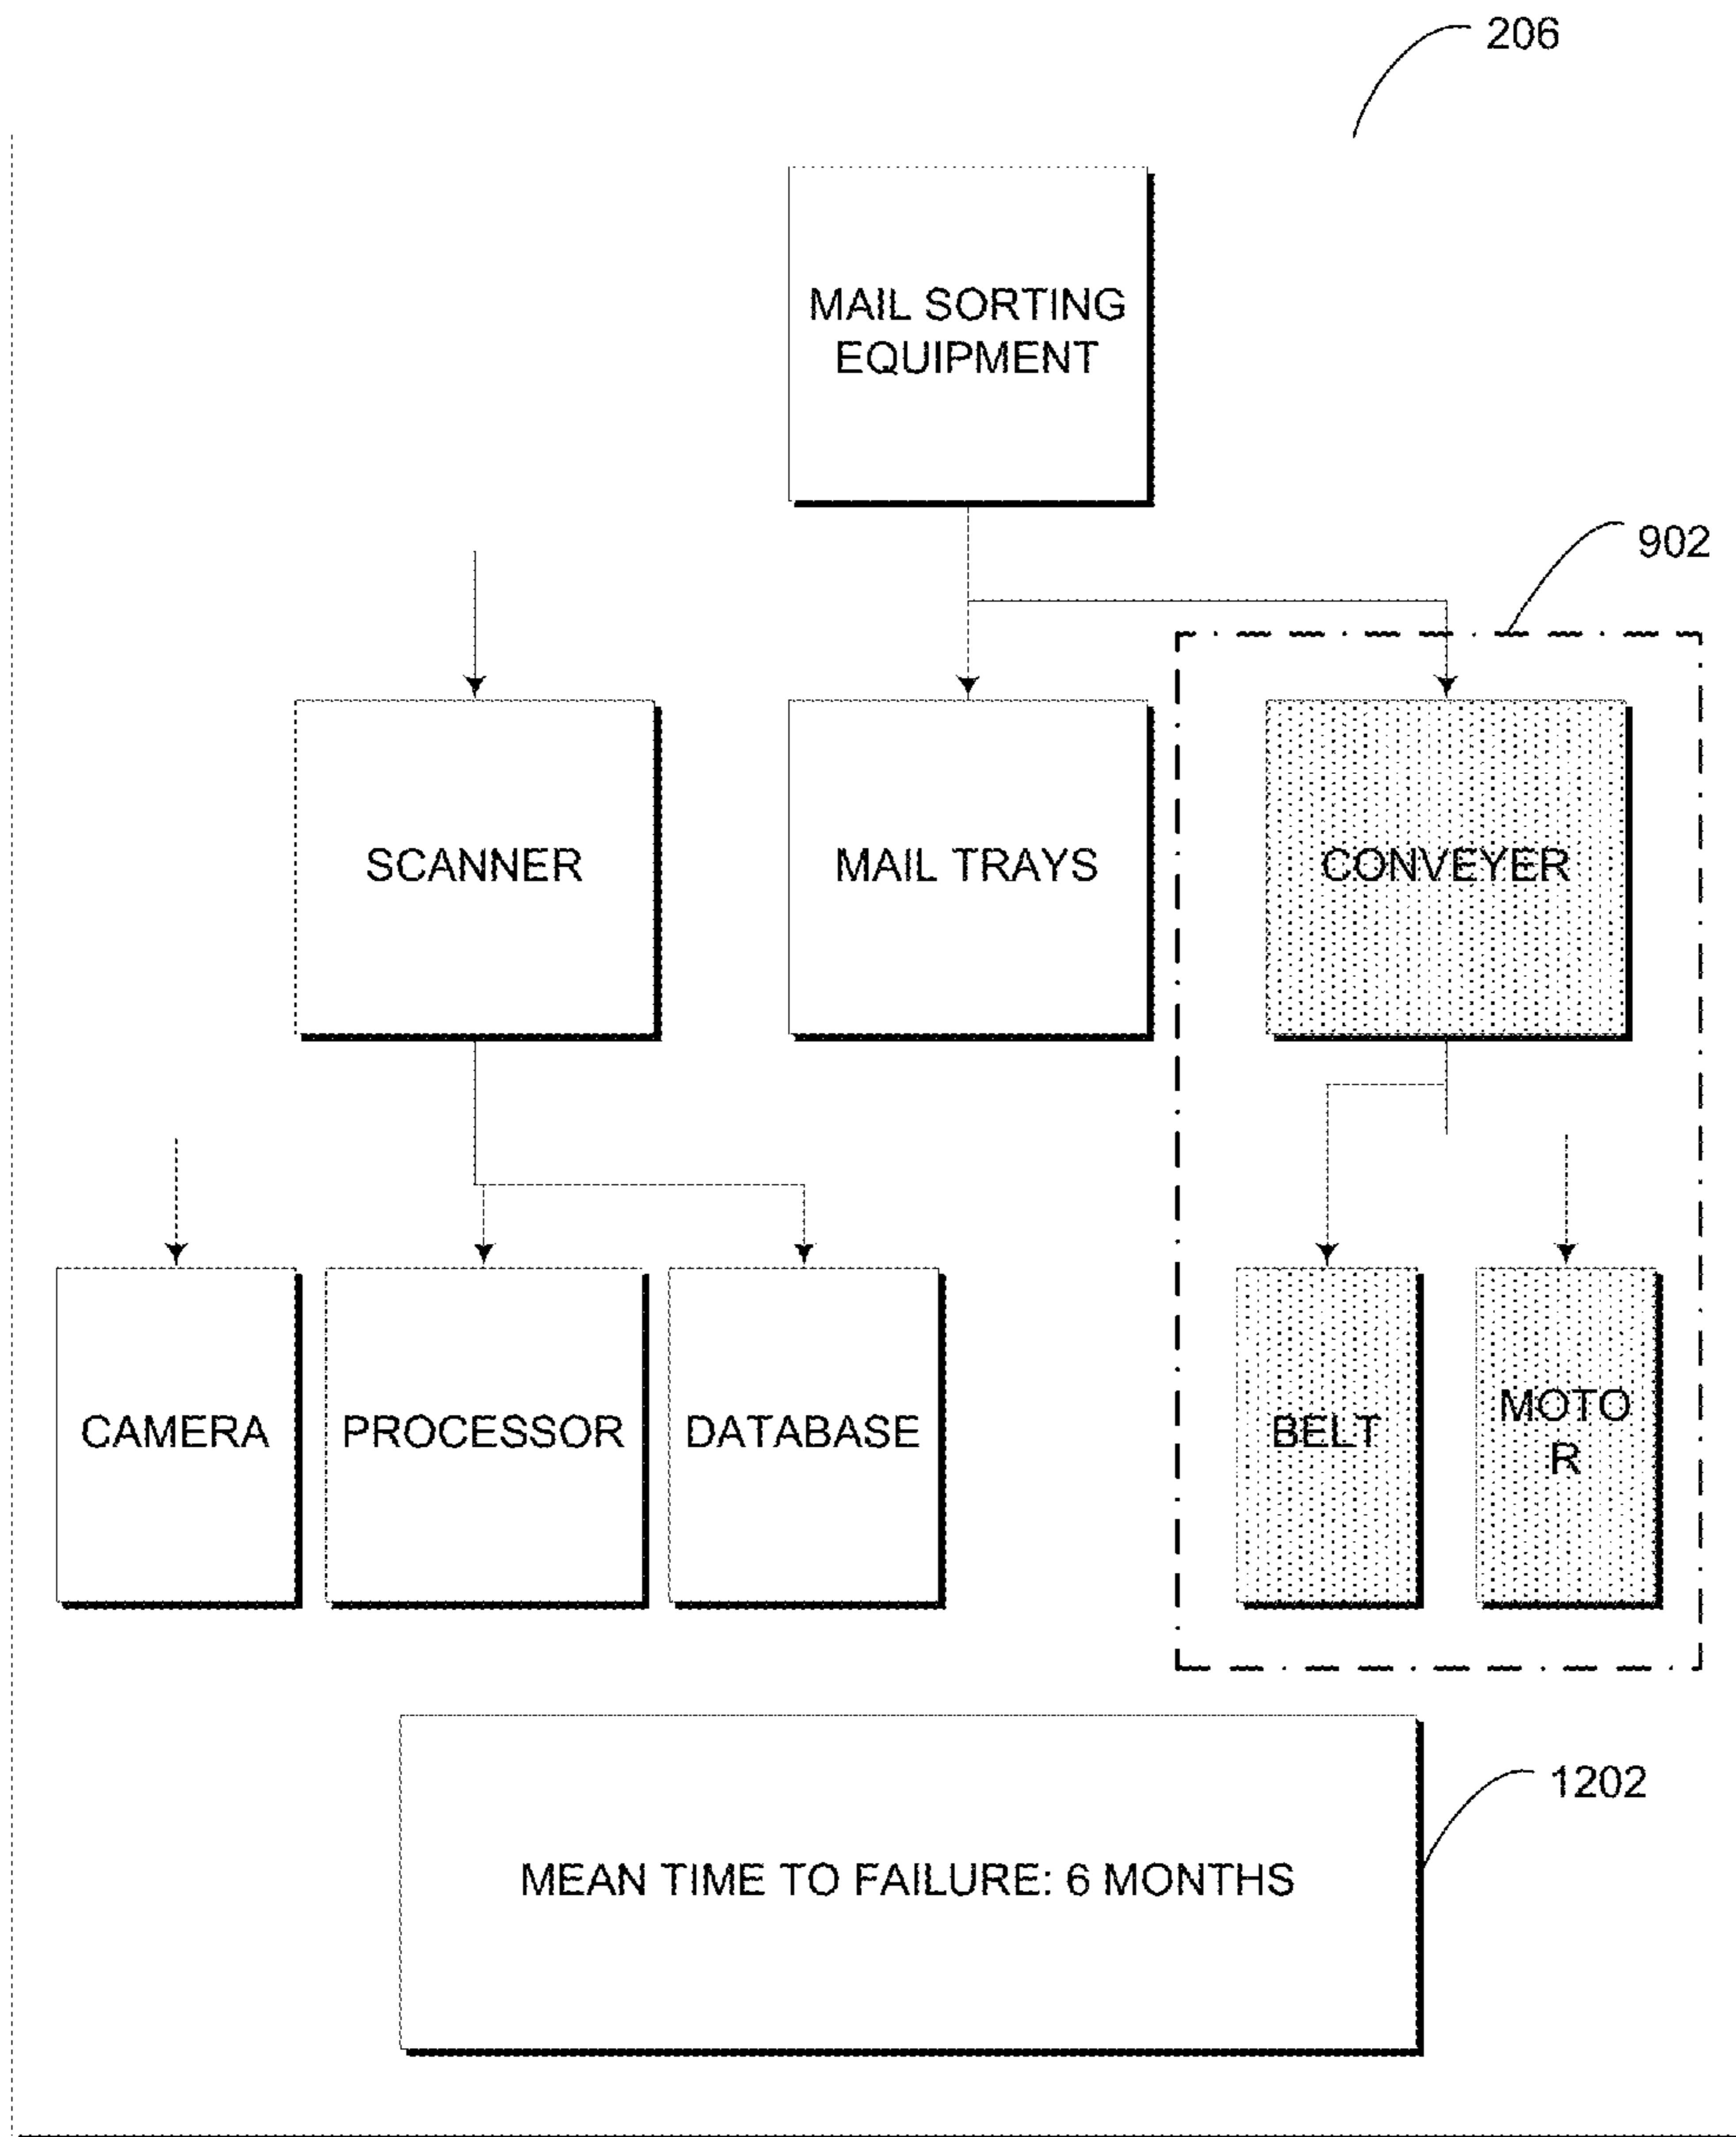 206
MAIL SORTING
EQUIPMENT
902
SCANNER
MAIL TRAYS
CONVEYER
CAMERA
PROCESSOR
DATABASE
BELT
MOTO
R
1202
MEAN TIME TO FAILURE: 6 MONTHS